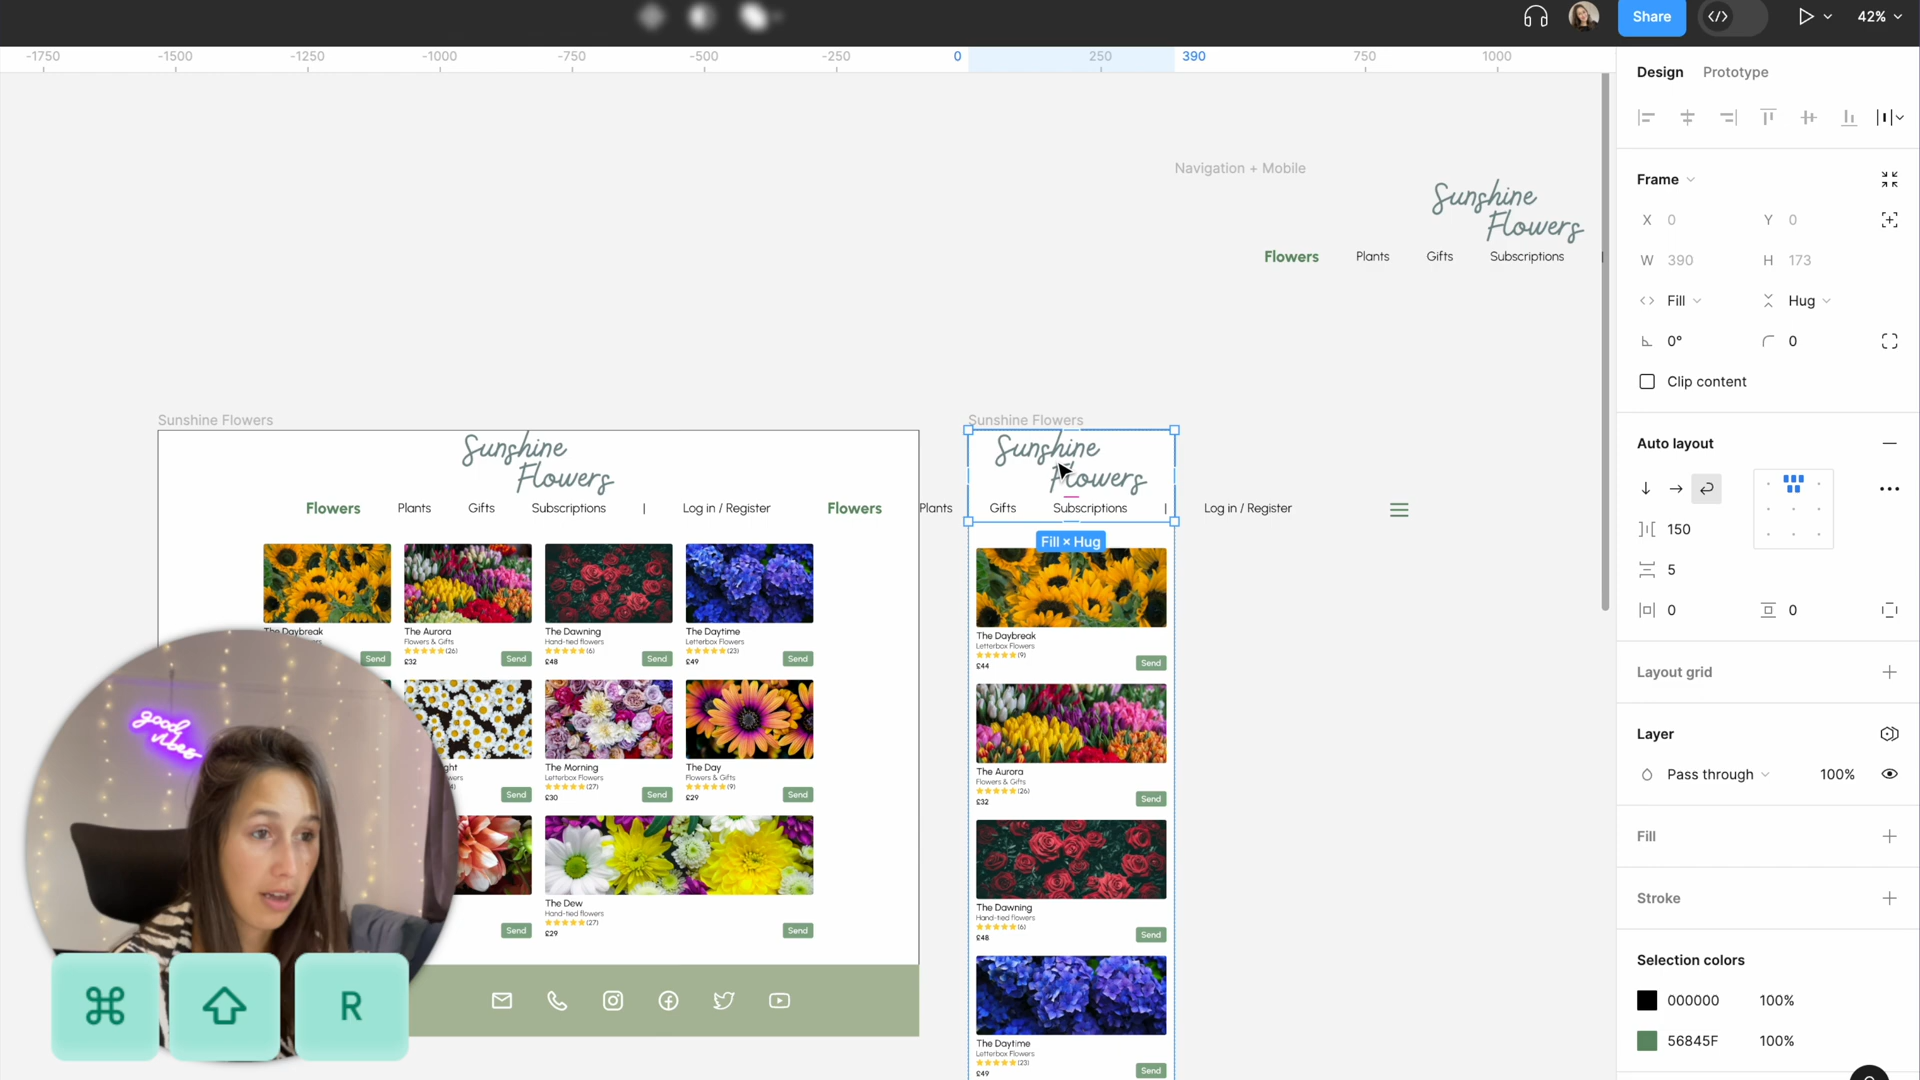 Share
</>
42%
-1750
-1500
-1250
-1000
-750
-500
-250
0
250
390
750
1000
Design
Prototype
Navigation + Mobile
Sunshine
Flowers
Flowers
Plants
Gifts
Subscriptions
|
Frame
X 0
Y 0
W 390
H 173
Fill
Hug
0°
0
Clip content
Auto layout
150
5
0
0
Layout grid
Layer
Pass through
100%
Fill
Stroke
Selection colors
000000
100%
56845F
100%
Sunshine Flowers
Sunshine
Flowers
Flowers
Plants
Gifts
Subscriptions
|
Log in / Register
Flowers
Plants
Gifts
Subscriptions
|
Log in / Register
Sunshine Flowers
Sunshine
Flowers
Fill × Hug
The Daybreak
Send
The Aurora
Flowers & Gifts
(26)
£32
Send
The Dawning
Hand-tied flowers
(6)
£48
Send
The Daytime
Letterbox Flowers
(23)
£49
Send
Send
The Morning
Letterbox Flowers
(27)
£30
Send
The Day
Flowers & Gifts
(9)
£29
Send
Send
The Dew
Hand-tied flowers
(27)
£29
Send
The Daybreak
Letterbox Flowers
(9)
£44
Send
The Aurora
Flowers & Gifts
(26)
£32
Send
The Dawning
Hand-tied flowers
(6)
£48
Send
The Daytime
Letterbox Flowers
(23)
£49
Send
good
vibes
⌘
R